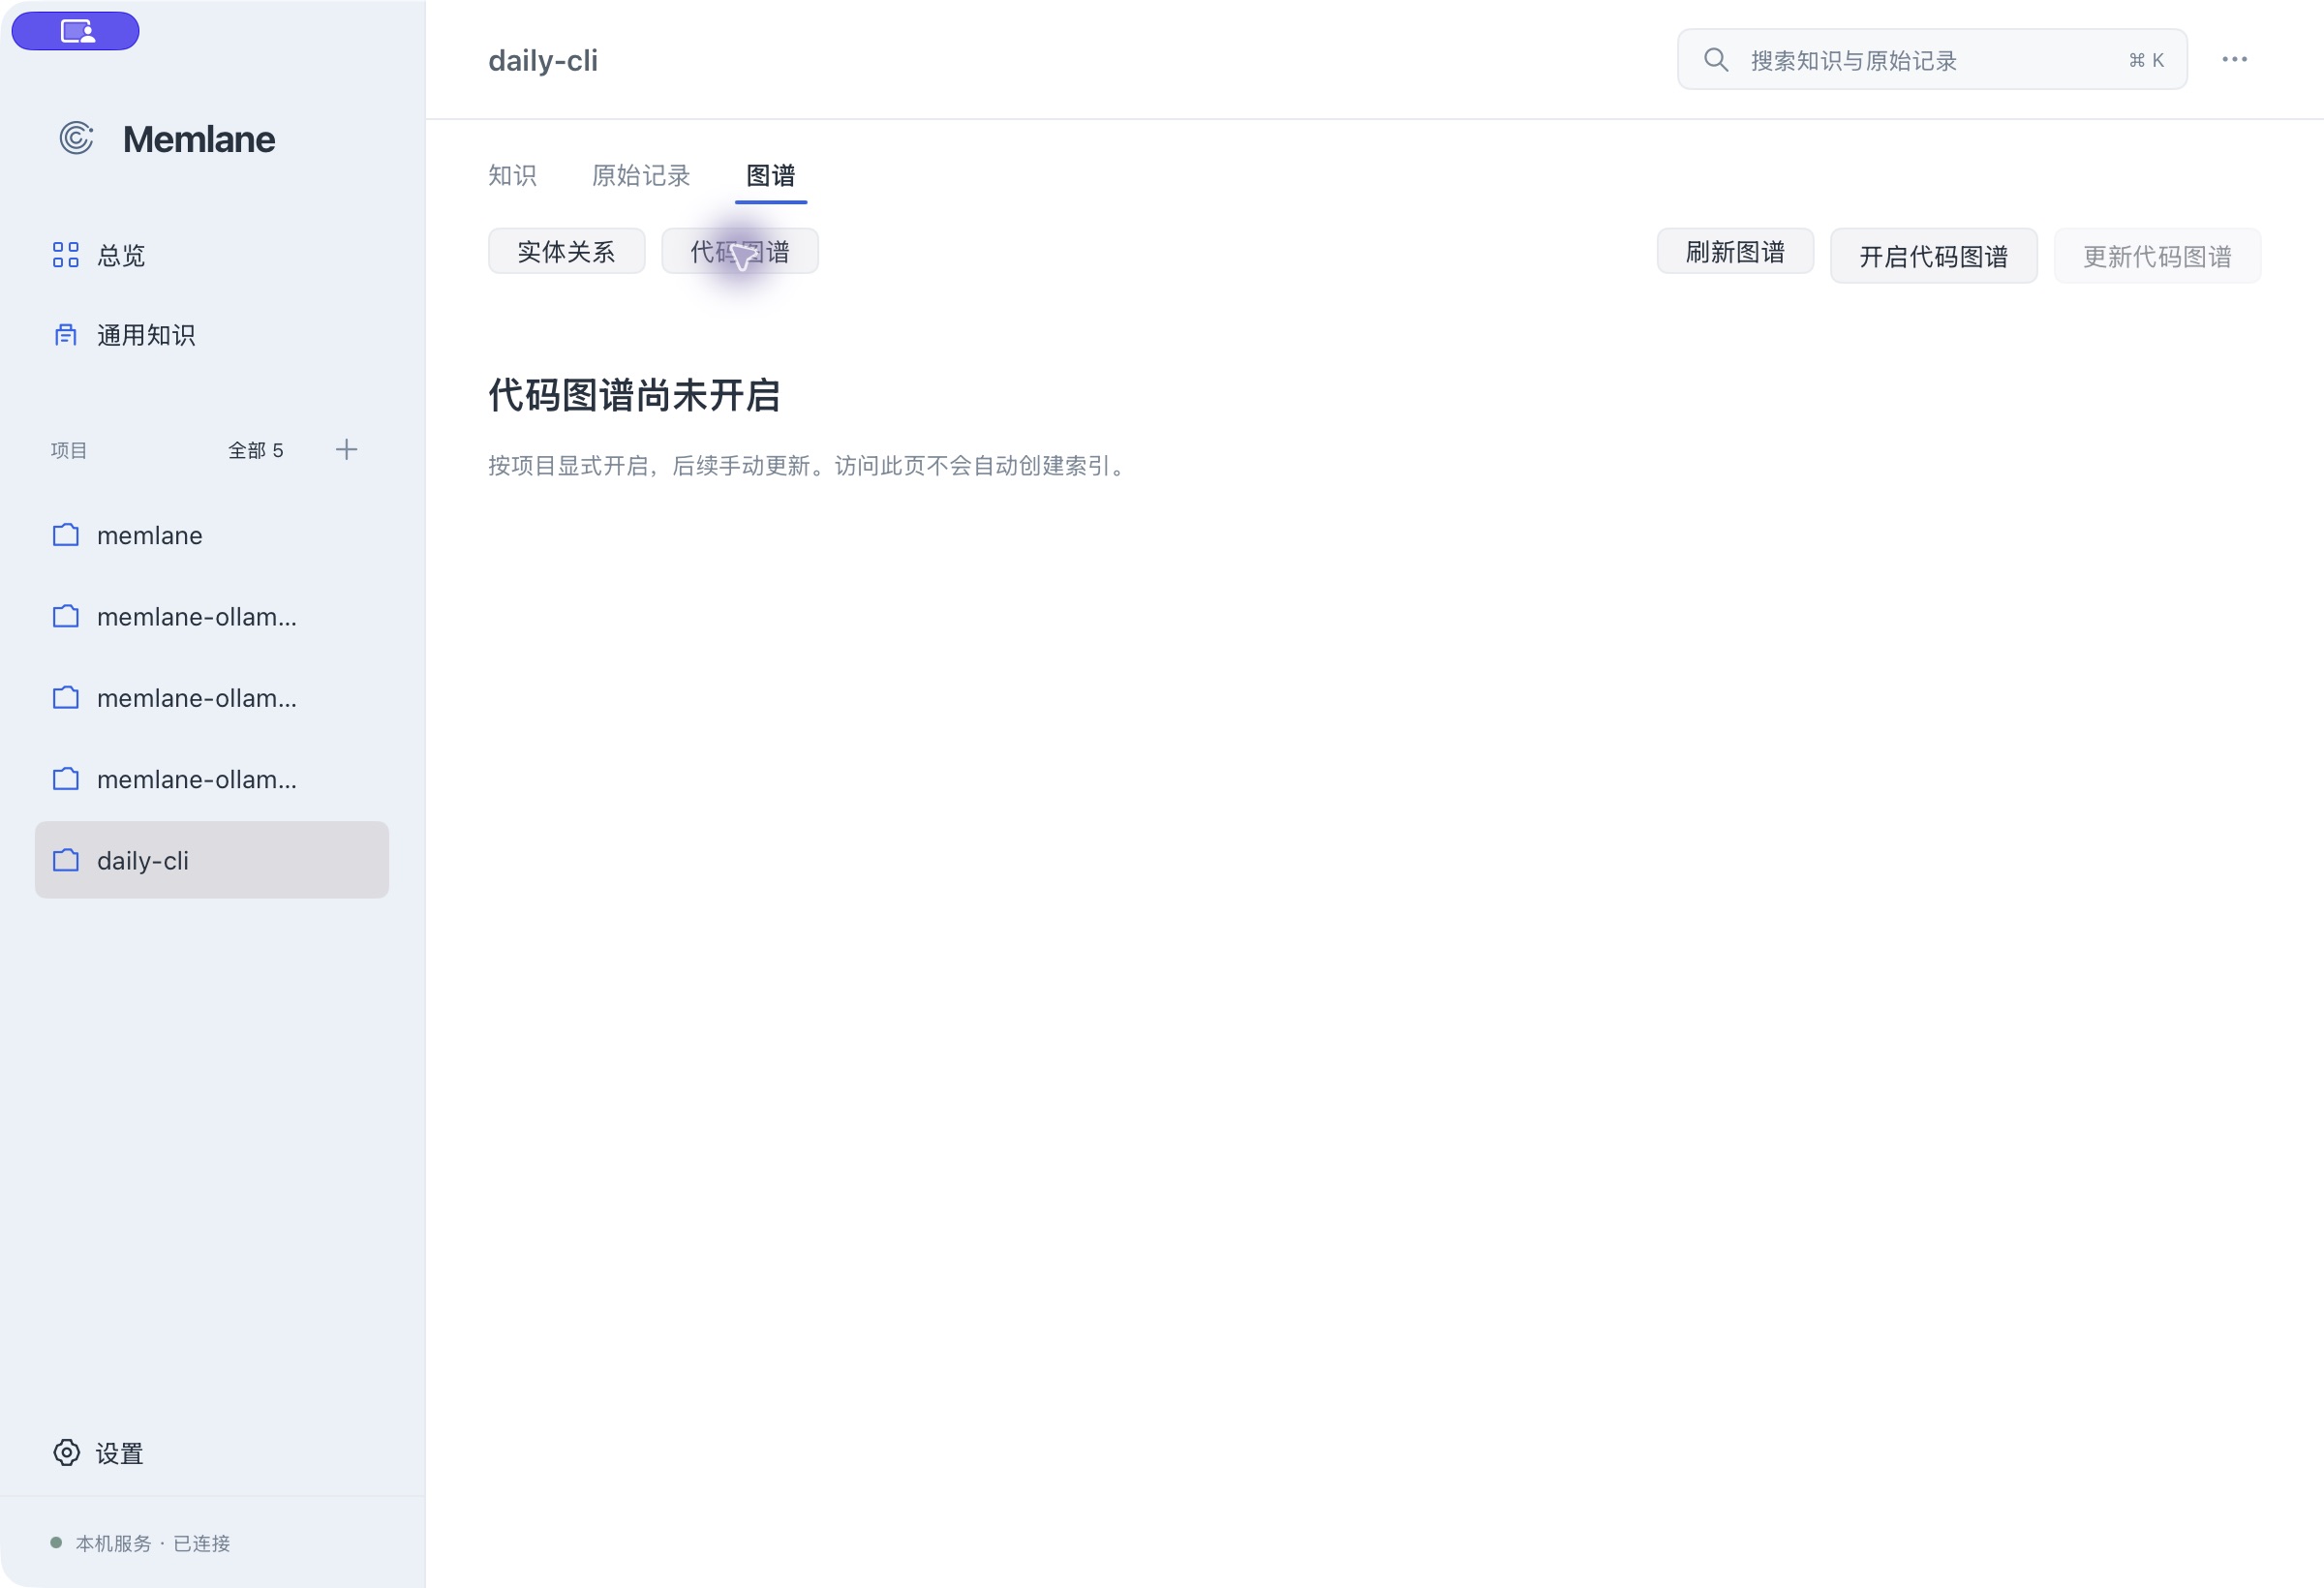 Memlane
总览
通用知识
项目 全部 5
memlane
memlane-ollam...
memlane-ollam...
memlane-ollam...
daily-cli
设置
本机服务 · 已连接
daily-cli
搜索知识与原始记录 ⌘ K
知识 原始记录 图谱
实体关系 代码图谱 刷新图谱 开启代码图谱 更新代码图谱
代码图谱尚未开启
按项目显式开启，后续手动更新。访问此页不会自动创建索引。